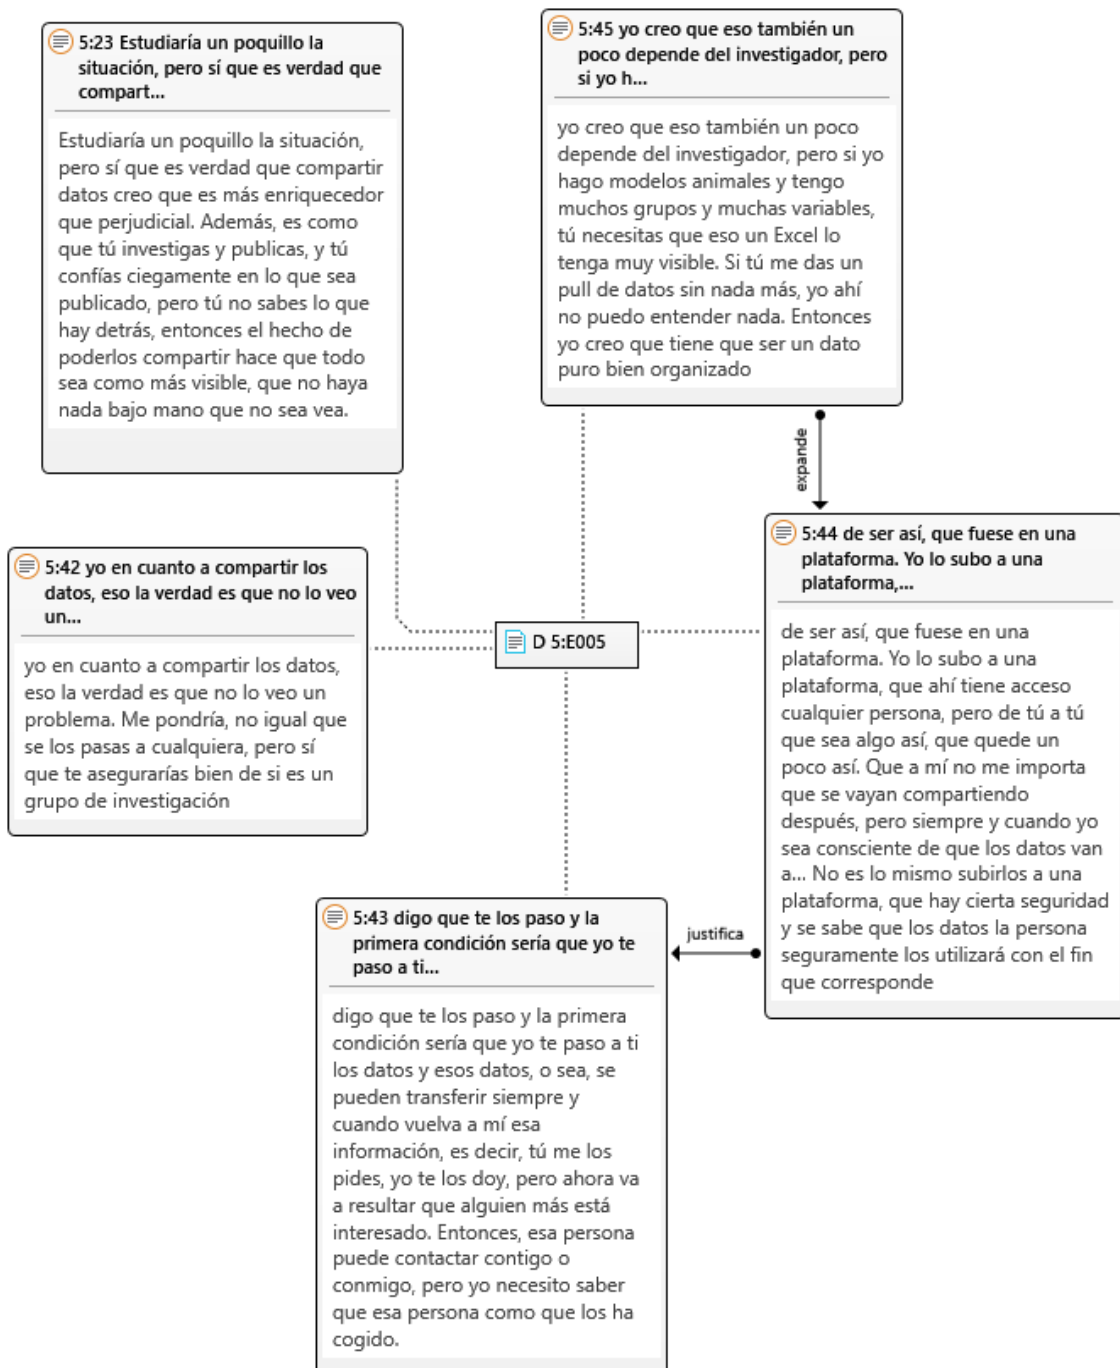 5:23 Estudiaría un poquillo la
situación, pero sí que es verdad que
compart...
Estudiaría un poquillo la situación,
pero sí que es verdad que compartir
datos creo que es más enriquecedor
que perjudicial. Además, es como
que tú investigas y publicas, y tú
confías ciegamente en lo que sea
publicado, pero tú no sabes lo que
hay detrás, entonces el hecho de
poderlos compartir hace que todo
sea como más visible, que no haya
nada bajo mano que no sea vea.
5:45 yo creo que eso también un
poco depende del investigador, pero
si yo h...
yo creo que eso también un poco
depende del investigador, pero si yo
hago modelos animales y tengo
muchos grupos y muchas variables,
tú necesitas que eso un Excel lo
tenga muy visible. Si tú me das un
pull de datos sin nada más, yo ahí
no puedo entender nada. Entonces
yo creo que tiene que ser un dato
puro bien organizado
expande
5:44 de ser así, que fuese en una
plataforma. Yo lo subo a una
plataforma,...
de ser así, que fuese en una
plataforma. Yo lo subo a una
plataforma, que ahí tiene acceso
cualquier persona, pero de tú a tú
que sea algo así, que quede un
poco así. Que a mí no me importa
que se vayan compartiendo
después, pero siempre y cuando yo
sea consciente de que los datos van
a... No es lo mismo subirlos a una
plataforma, que hay cierta seguridad
y se sabe que los datos la persona
seguramente los utilizará con el fin
que corresponde
5:42 yo en cuanto a compartir los
datos, eso la verdad es que no lo veo
un...
yo en cuanto a compartir los datos,
eso la verdad es que no lo veo un
problema. Me pondría, no igual que
se los pasas a cualquiera, pero sí
que te asegurarías bien de si es un
grupo de investigación
D 5:E005
justifica
5:43 digo que te los paso y la
primera condición sería que yo te
paso a ti...
digo que te los paso y la primera
condición sería que yo te paso a ti
los datos y esos datos, o sea, se
pueden transferir siempre y
cuando vuelva a mí esa
información, es decir, tú me los
pides, yo te los doy, pero ahora va
a resultar que alguien más está
interesado. Entonces, esa persona
puede contactar contigo o
conmigo, pero yo necesito saber
que esa persona como que los ha
cogido.